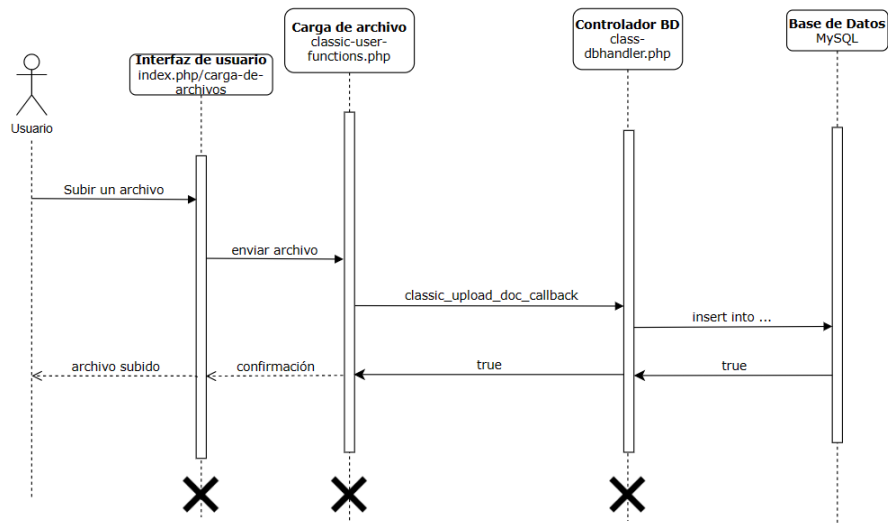 Usuario
Interfaz de usuario
index.php/carga-de-
archivos
Carga de archivo
classic-user-
functions.php
Controlador BD
class-
dbhandler.php
Base de Datos
MySQL
Subir un archivo
enviar archivo
classic_upload_doc_callback
insert into ...
archivo subido
confirmación
true
true